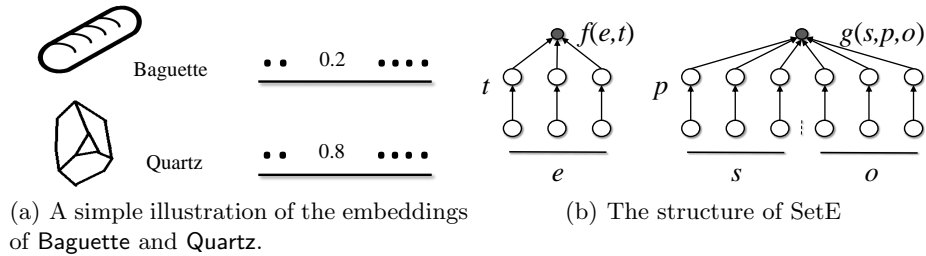 Baguette
0.2
Quartz
0.8
(a) A simple illustration of the embeddings
of Baguette and Quartz.
f(e,t)
t
e
g(s,p,o)
p
s
o
(b) The structure of SetE